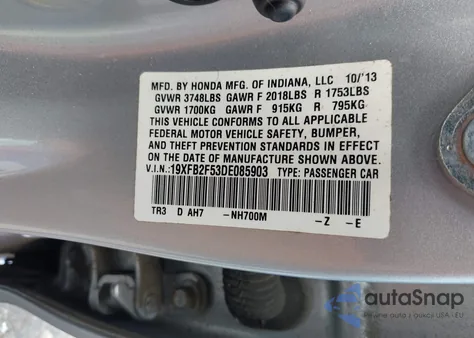 MFD. BY HONDA MFG. OF INDIANA, LLC 10/'13
GVWR 3748LBS GAWR F 2018LBS R 1753LBS
GVWR 1700KG GAWR F 915KG R 795KG
THIS VEHICLE CONFORMS TO ALL APPLICABLE
FEDERAL MOTOR VEHICLE SAFETY, BUMPER,
AND THEFT PREVENTION STANDARDS IN EFFECT
ON DATE OF MANUFACTURE SHOWN ABOVE.
V.I.N.:19XFB2F53DE085903 TYPE: PASSENGER CAR
TR3 D AH7 -NH700M -Z -E
autoSnap